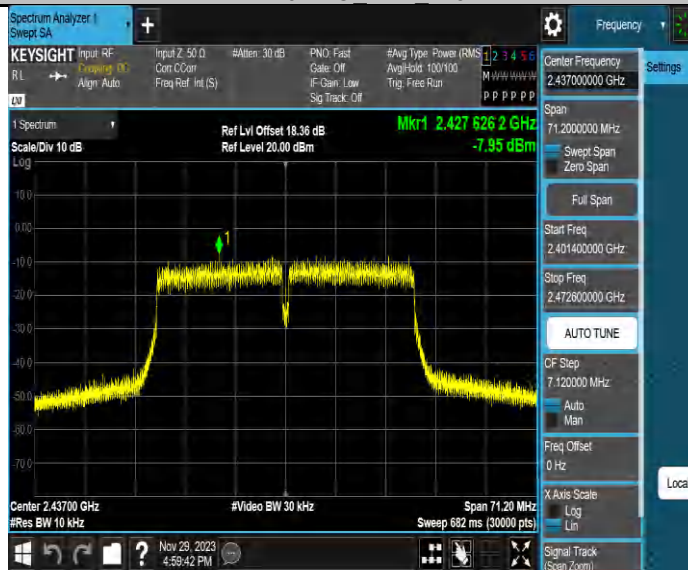 Spectrum Analyzer 1
Swept SA
+
Frequency
KEYSIGHT
RL
Input: RF
Coupling: DC
Align: Auto
Input Z: 50 Ω
Corr CCorr
Freq Ref: Int (S)
#Atten: 30 dB
PNO: Fast
Gate: Off
IF Gain: Low
Sig Track: Off
#Avg Type: Power (RMS
Avg|Hold: 100/100
Trig: Free Run
1 2 3 4 5 6
M W W W W W
P P P P P P
LXI
1 Spectrum
Scale/Div 10 dB
Log
Ref Lvl Offset 18.36 dB
Ref Level 20.00 dBm
Mkr1 2.427 626 2 GHz
-7.95 dBm
10.0
0.00
-10.0
-20.0
-30.0
-40.0
-50.0
-60.0
-70.0
1
Center 2.43700 GHz
#Res BW 10 kHz
#Video BW 30 kHz
Span 71.20 MHz
Sweep 682 ms (30000 pts)
Center Frequency
2.437000000 GHz
Settings
Span
71.2000000 MHz
Swept Span
Zero Span
Full Span
Start Freq
2.401400000 GHz
Stop Freq
2.472600000 GHz
AUTO TUNE
CF Step
7.120000 MHz
Auto
Man
Freq Offset
0 Hz
X Axis Scale
Log
Lin
Loca
Signal Track
(Span Zoom)
?
Nov 29, 2023
4:59:42 PM